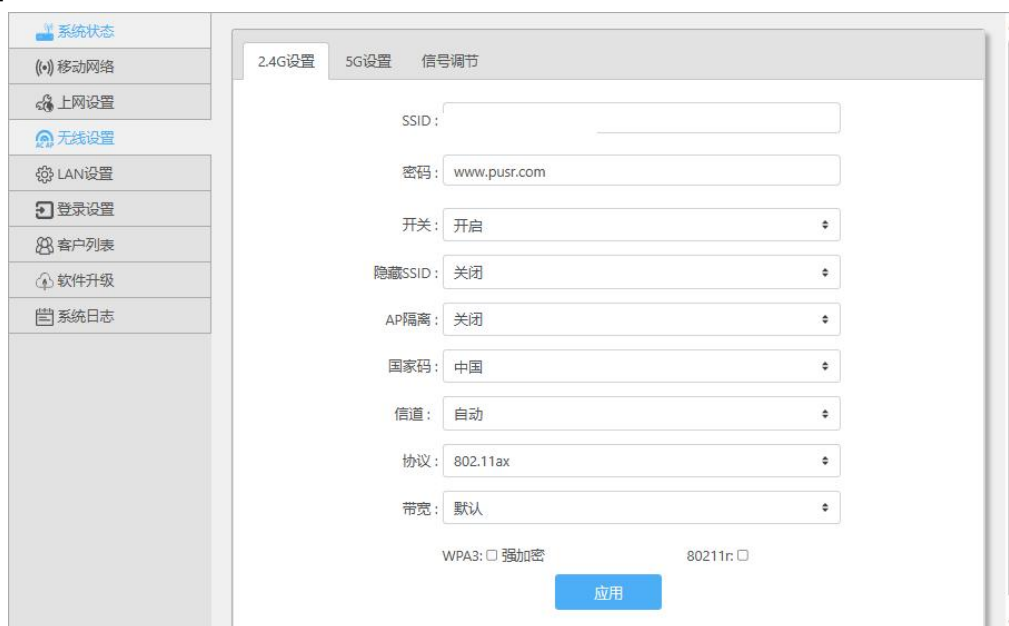 系统状态
移动网络
上网设置
无线设置
LAN设置
登录设置
客户列表
软件升级
系统日志
2.4G设置 5G设置 信号调节
SSID :
密码 : www.pusr.com
开关 : 开启
隐藏SSID : 关闭
AP隔离 : 关闭
国家码 : 中国
信道 : 自动
协议 : 802.11ax
带宽 : 默认
WPA3: 强加密 80211r:
应用